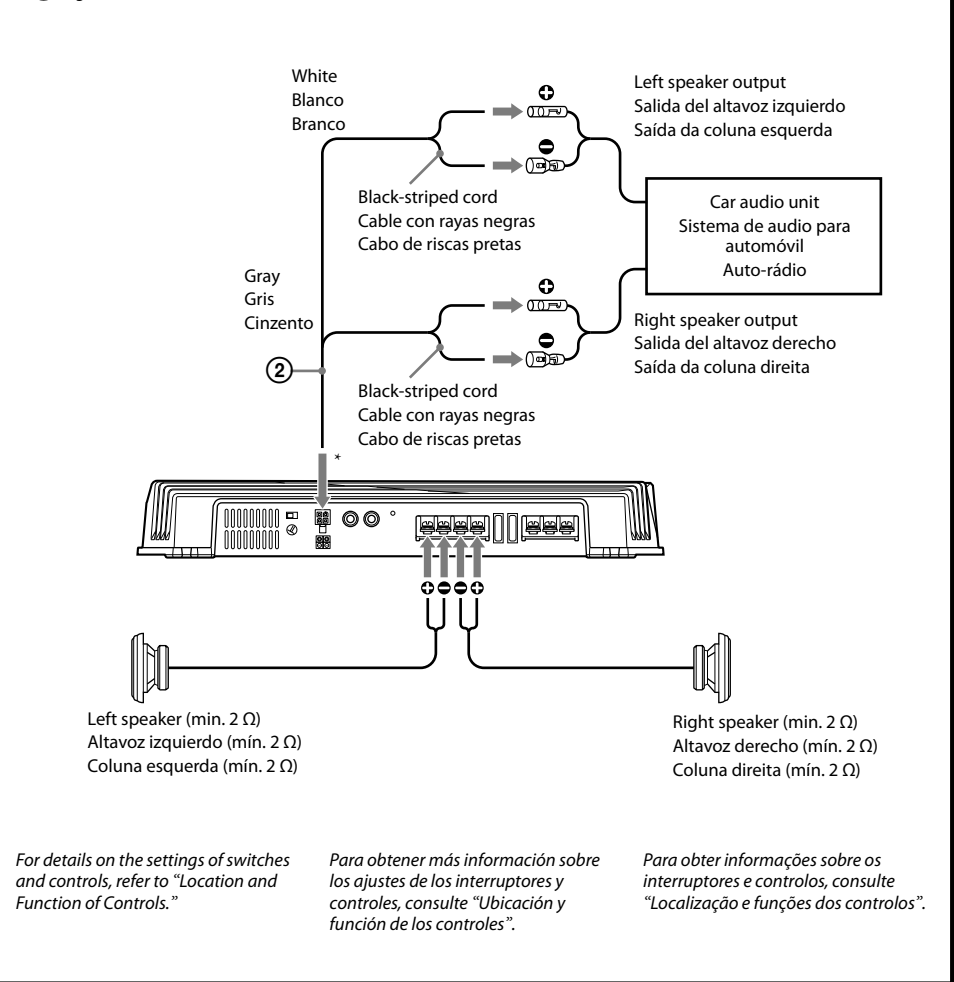 White
Blanco
Branco
Left speaker output
Salida del altavoz izquierdo
Saída da coluna esquerda
Black-striped cord
Cable con rayas negras
Cabo de riscas pretas
Car audio unit
Sistema de audio para
automóvil
Auto-rádio
Gray
Gris
Cinzento
Right speaker output
Salida del altavoz derecho
Saída da coluna direita
2
Black-striped cord
Cable con rayas negras
Cabo de riscas pretas
*
Left speaker (min. 2 Ω)
Altavoz izquierdo (mín. 2 Ω)
Coluna esquerda (mín. 2 Ω)
Right speaker (min. 2 Ω)
Altavoz derecho (mín. 2 Ω)
Coluna direita (mín. 2 Ω)
For details on the settings of switches
and controls, refer to “Location and
Function of Controls.”
Para obtener más información sobre
los ajustes de los interruptores y
controles, consulte “Ubicación y
función de los controles”.
Para obter informações sobre os
interruptores e controlos, consulte
“Localização e funções dos controlos”.